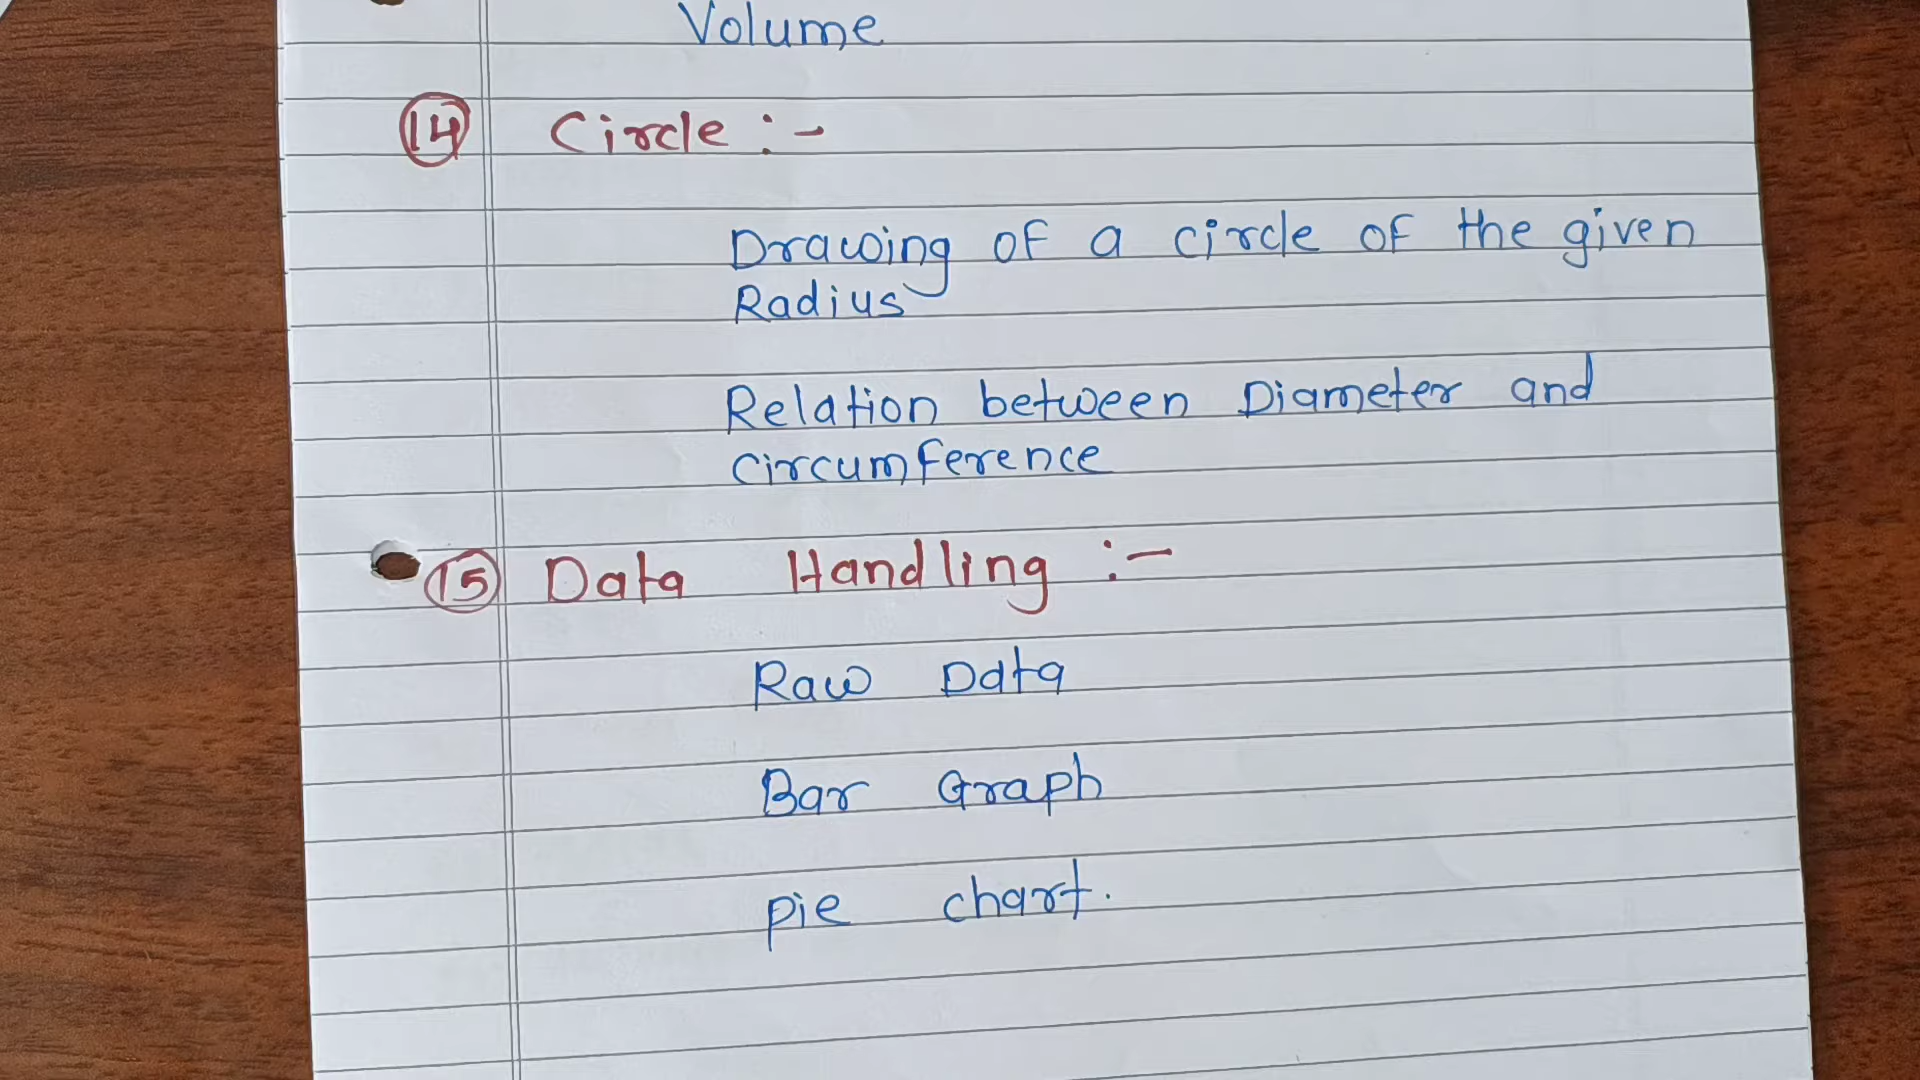 Volume
14 Circle :-
Drawing of a circle of the given
Radius
Relation between Diameter and
circumference
15 Data Handling :-
Raw Data
Bar Graph
pie chart.